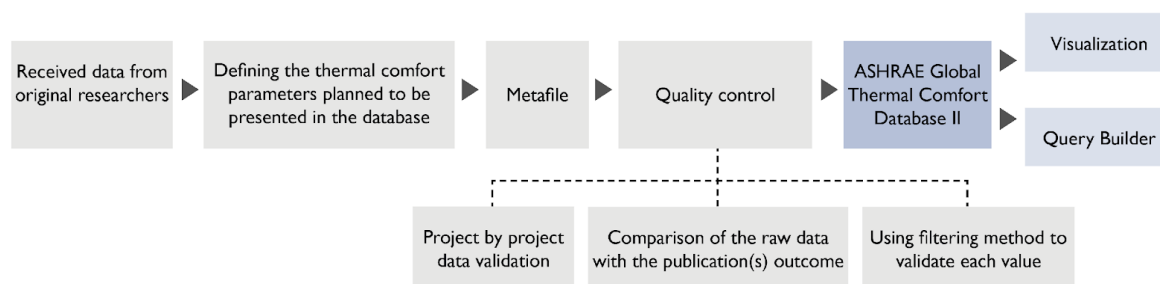 Received data from
original researchers
Defining the thermal comfort
parameters planned to be
presented in the database
Metafile
Quality control
ASHRAE Global
Thermal Comfort
Database II
Visualization
Query Builder
Project by project
data validation
Comparison of the raw data
with the publication(s) outcome
Using filtering method to
validate each value